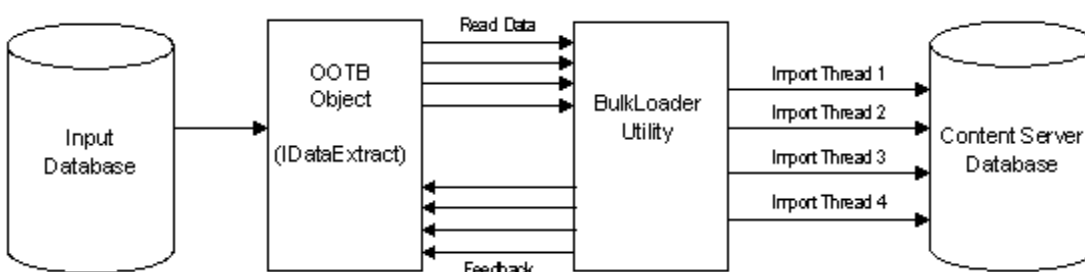 Input
Database
OOTB
Object
(IDataExtract)
Read Data
Feedback
BulkLoader
Utility
Import Thread 1
Import Thread 2
Import Thread 3
Import Thread 4
Content Server
Database